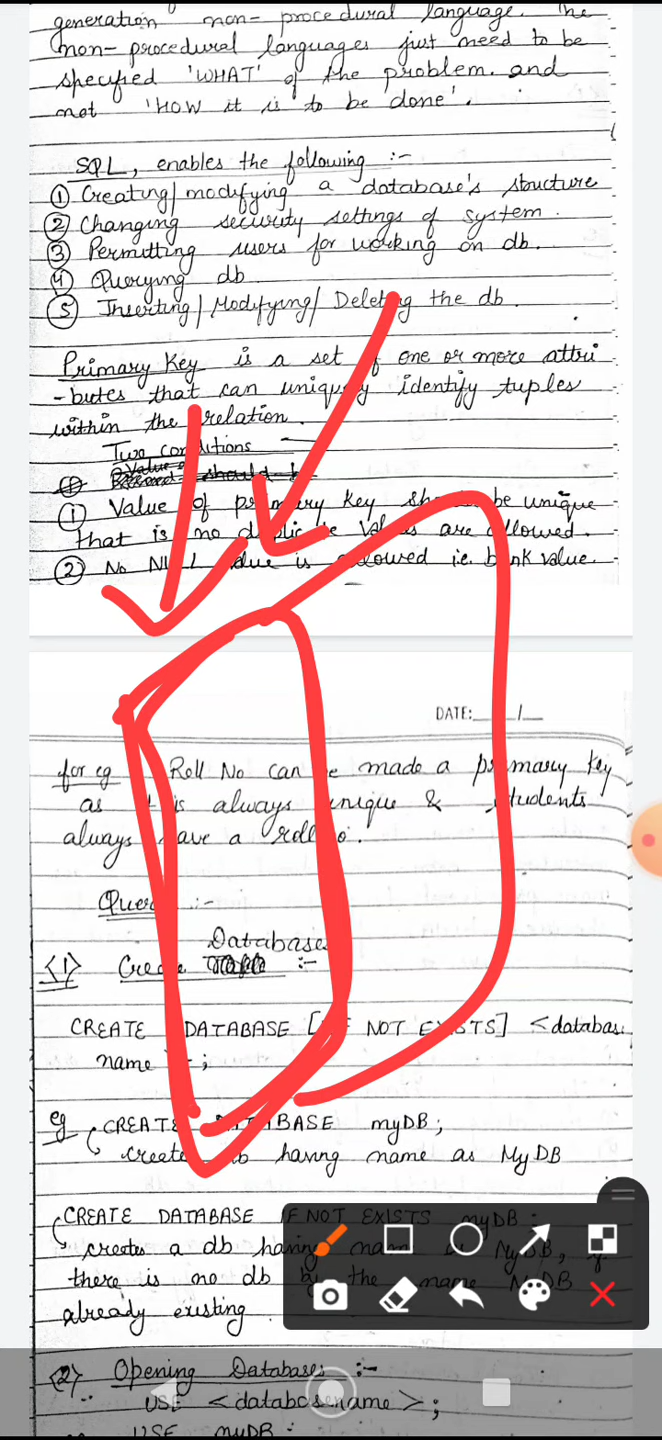 generation non-procedural language. The
non-procedural languages just need to be
specified 'WHAT' of the problem. and
not 'HOW it is to be done'.
SQL, enables the following :-
① Creating/modifying a database's structure
② Changing security settings of system.
③ Permitting users for working on db.
④ Querying db
⑤ Inserting/Modifying/Deleting the db.
Primary Key is a set of one or more attri
-butes that can uniquely identify tuples
within the relation.
Two conditions
① Value of primary key should be unique
that is no duplicate values are allowed.
② No NULL value is allowed i.e. blank value.
DATE:__/__
for eg Roll No can be made a primary key
as it is always unique & students
always have a roll no.
Query :-
Database
<1> Create :-
CREATE DATABASE [IF NOT EXISTS] <database
name>;
eg CREATE DATABASE myDB;
creates db having name as MyDB
CREATE DATABASE IF NOT EXISTS myDB;
creates a db having name MyDB, if
there is no db by the name MyDB
already existing.
<2> Opening Database :-
USE <databasename>;
USE myDB;